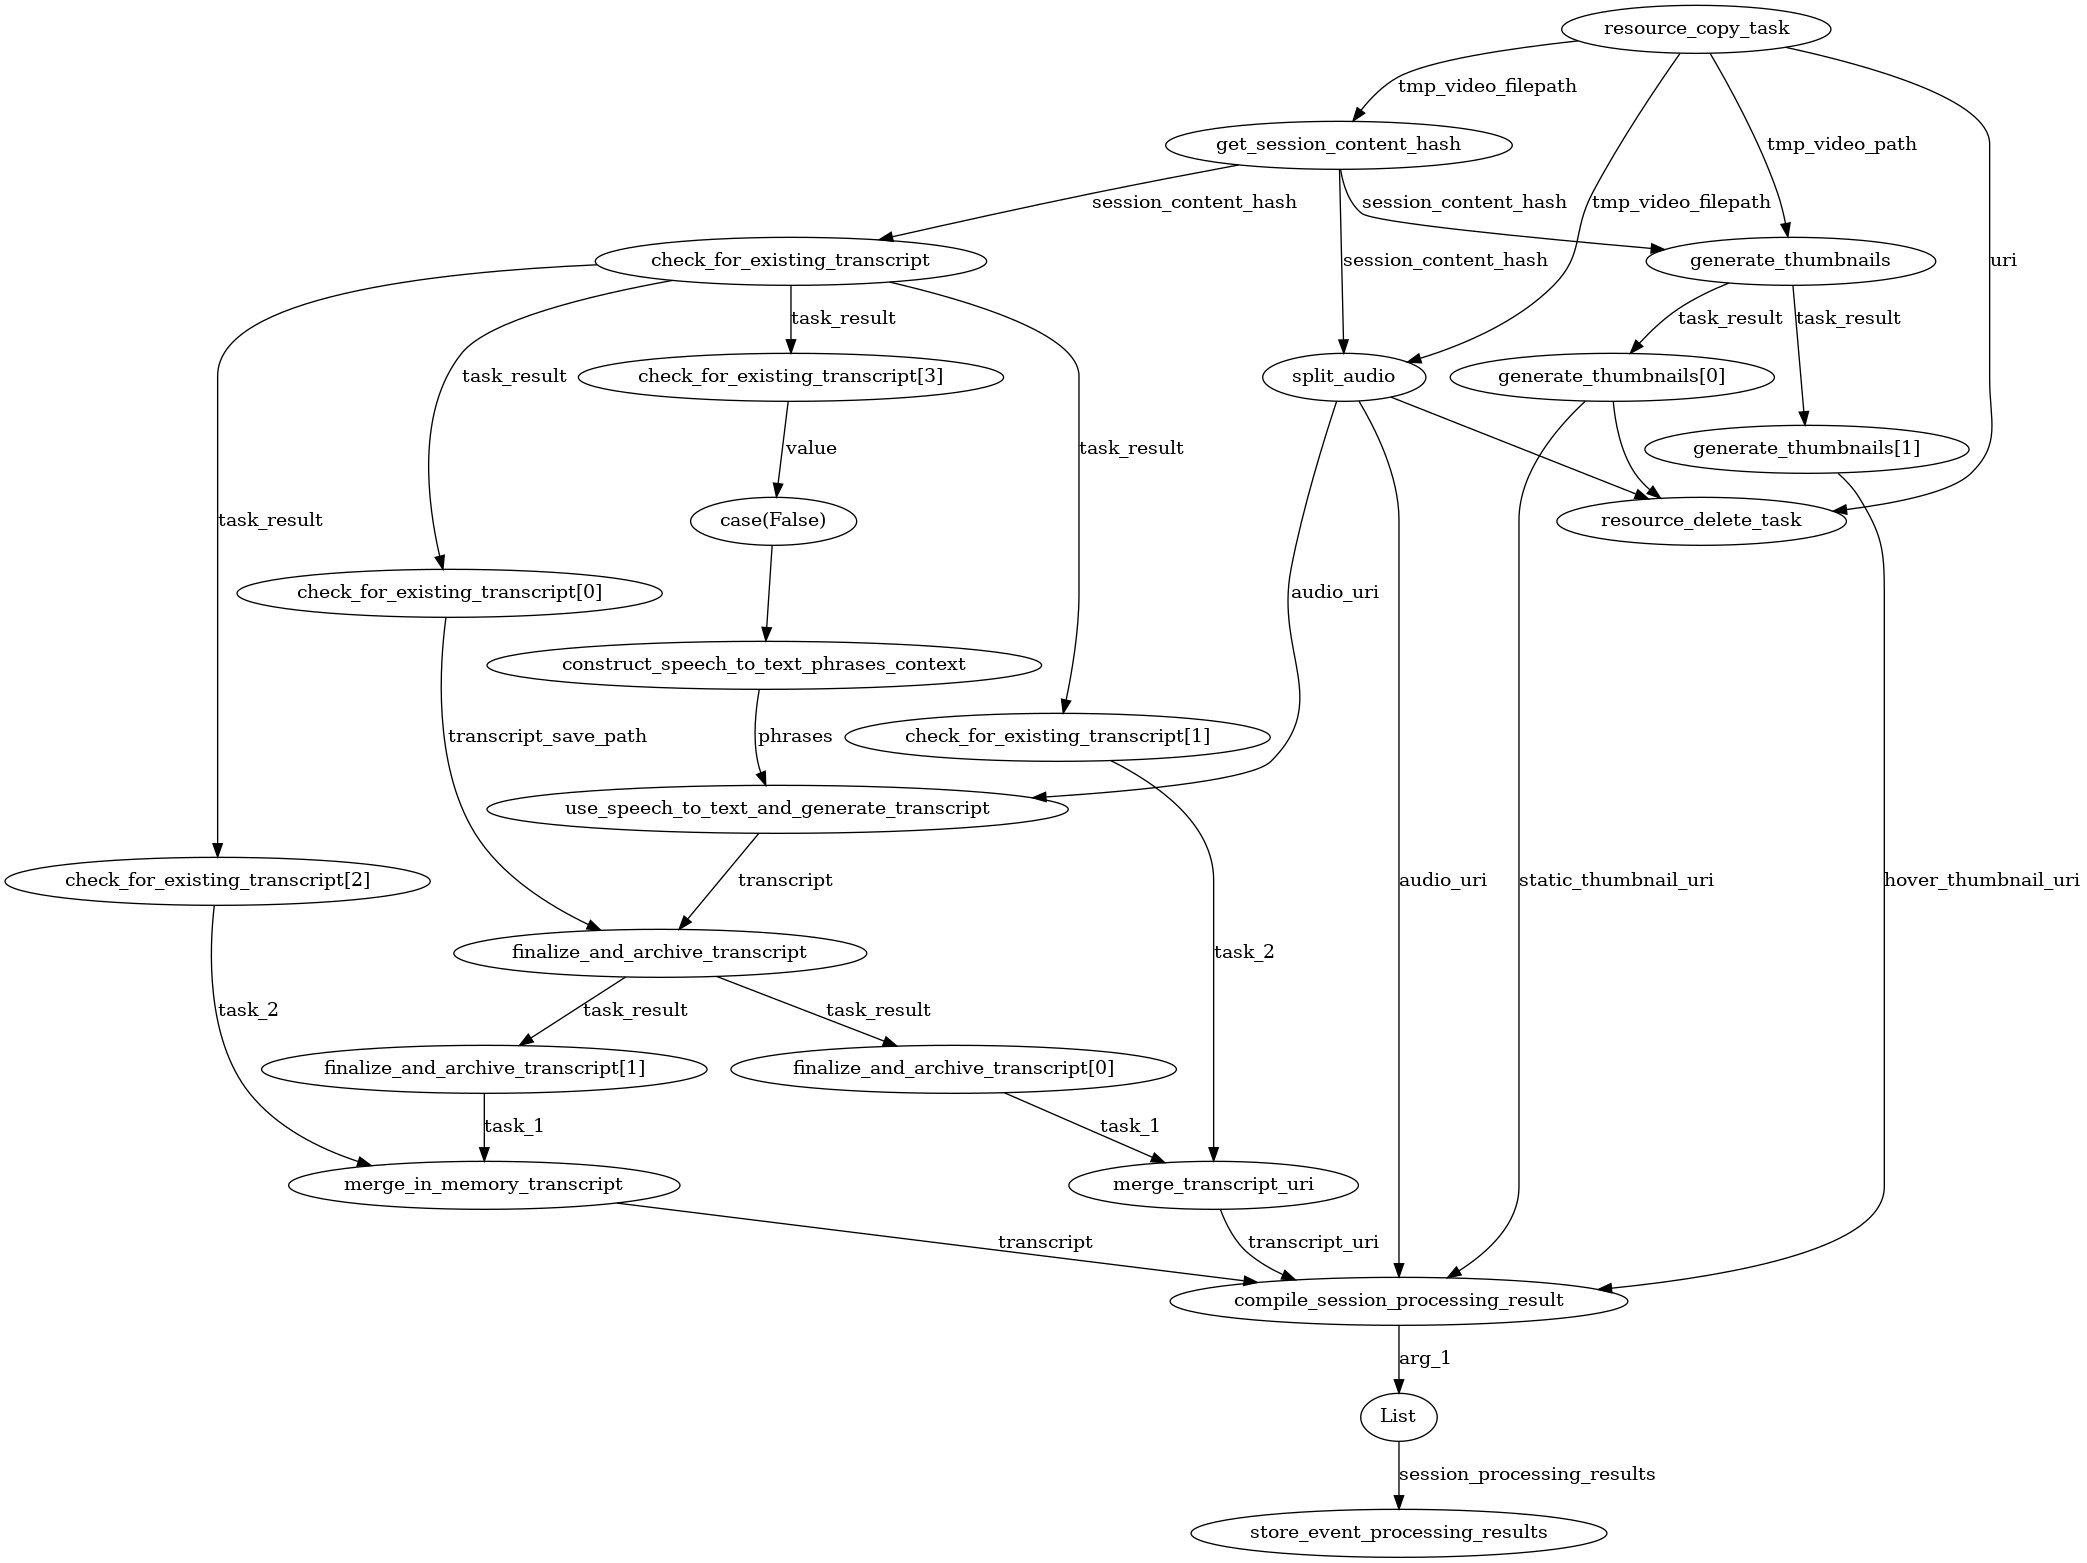 resource_copy_task
tmp_video_filepath
get_session_content_hash
tmp_video_path
session_content_hash
session_content_hash
tmp_video_filepath
check_for_existing_transcript
session_content_hash
generate_thumbnails
uri
task_result
task_result
task_result
task_result
check_for_existing_transcript[3]
split_audio
generate_thumbnails[0]
value
task_result
generate_thumbnails[1]
task_result
case(False)
resource_delete_task
check_for_existing_transcript[0]
audio_uri
construct_speech_to_text_phrases_context
transcript_save_path
phrases
check_for_existing_transcript[1]
use_speech_to_text_and_generate_transcript
check_for_existing_transcript[2]
transcript
audio_uri
static_thumbnail_uri
hover_thumbnail_uri
finalize_and_archive_transcript
task_2
task_2
task_result
task_result
finalize_and_archive_transcript[1]
finalize_and_archive_transcript[0]
task_1
task_1
merge_in_memory_transcript
merge_transcript_uri
transcript
transcript_uri
compile_session_processing_result
arg_1
List
session_processing_results
store_event_processing_results